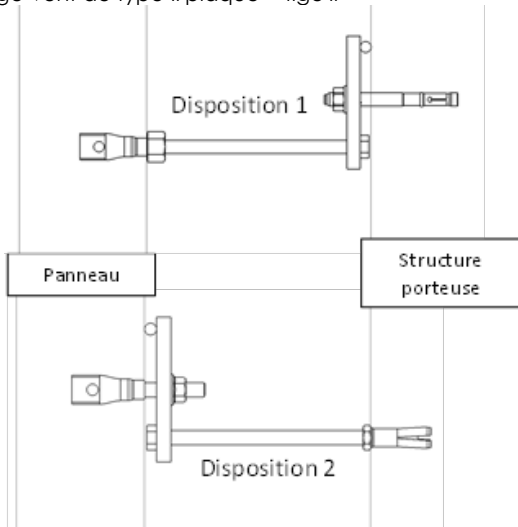 Disposition 1
Panneau
Structure
porteuse
Disposition 2